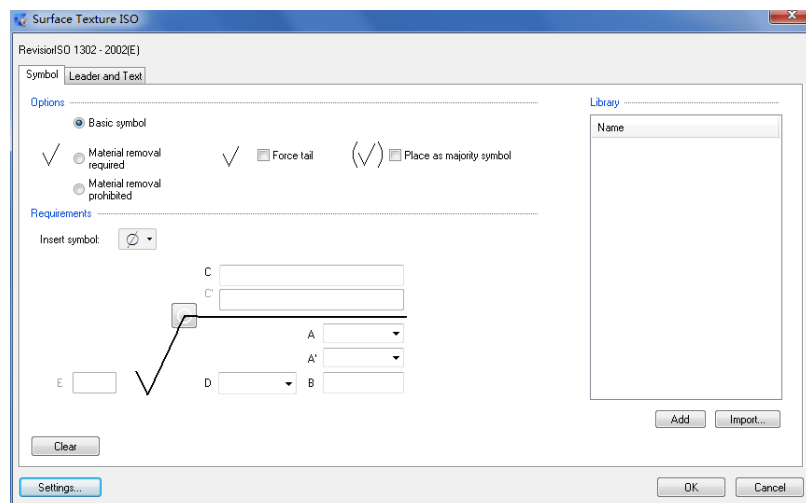 Surface Texture ISO
RevisionISO 1302 - 2002(E)
Symbol Leader and Text
Options
Basic symbol
Material removal
required
Force tail
Place as majority symbol
Material removal
prohibited
Requirements
Insert symbol:
C
C'
A
A'
E
D
B
Clear
Library
Name
Add Import...
Settings...
OK Cancel